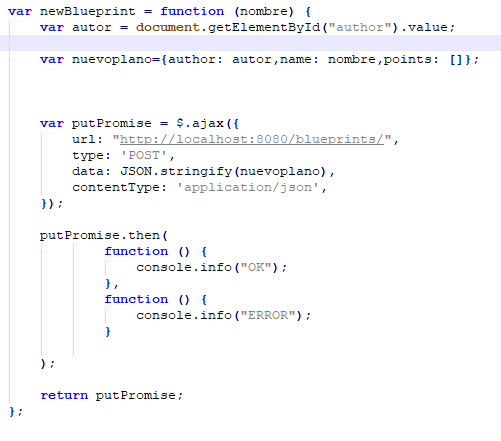 var newBlueprint = function (nombre) {
    var autor = document.getElementById("author").value;
    var nuevoplano={author: autor,name: nombre,points: []};
    var putPromise = $.ajax({
        url: "http://localhost:8080/blueprints/",
        type: 'POST',
        data: JSON.stringify(nuevoplano),
        contentType: 'application/json',
    });
    putPromise.then(
            function () {
                console.info("OK");
            },
            function () {
                console.info("ERROR");
            }
    );
    return putPromise;
};